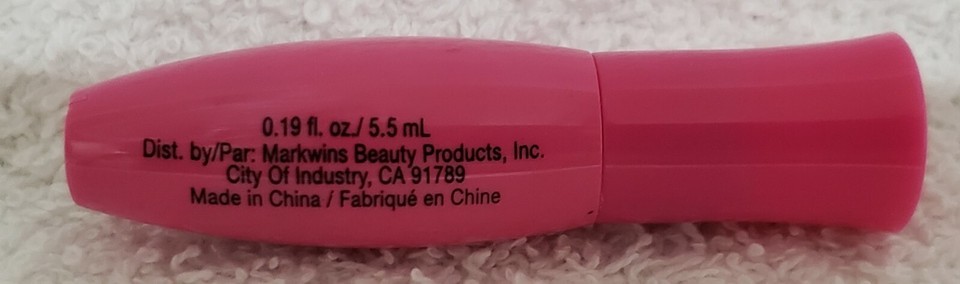 0.19 fl. oz./ 5.5 mL
Dist. by/Par: Markwins Beauty Products, Inc.
City Of Industry, CA 91789
Made in China / Fabriqué en Chine